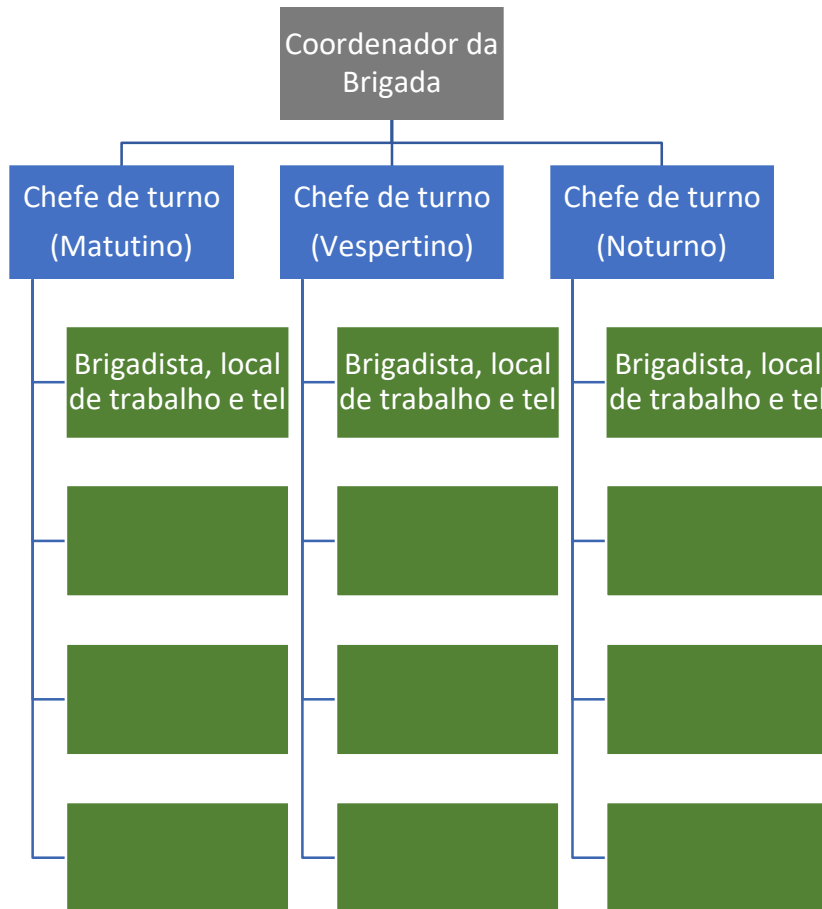 Coordenador da
Brigada
Chefe de turno
(Matutino)
Chefe de turno
(Vespertino)
Chefe de turno
(Noturno)
Brigadista, local
de trabalho e tel
Brigadista, local
de trabalho e tel
Brigadista, local
de trabalho e tel